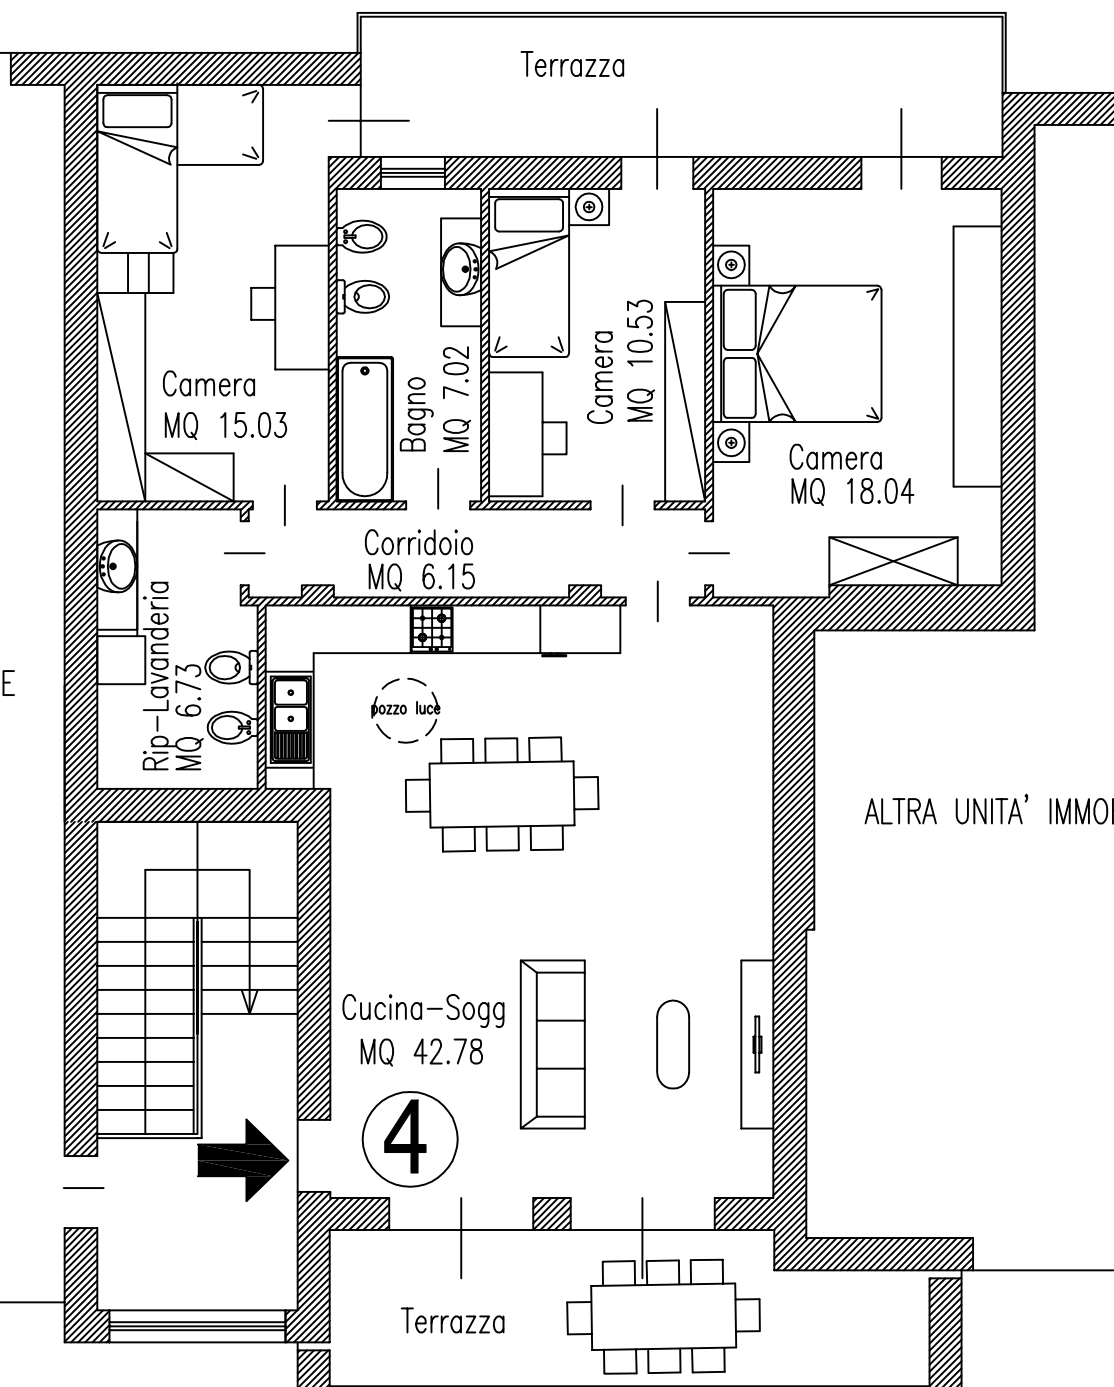 Terrazza
Camera
MQ 15.03
Bagno
MQ 7.02
Camera
MQ 10.53
Camera
MQ 18.04
Corridoio
MQ 6.15
Rip-Lavanderia
MQ 6.73
E
pozzo luce
ALTRA UNITA' IMMO
Cucina-Sogg
MQ 42.78
4
Terrazza